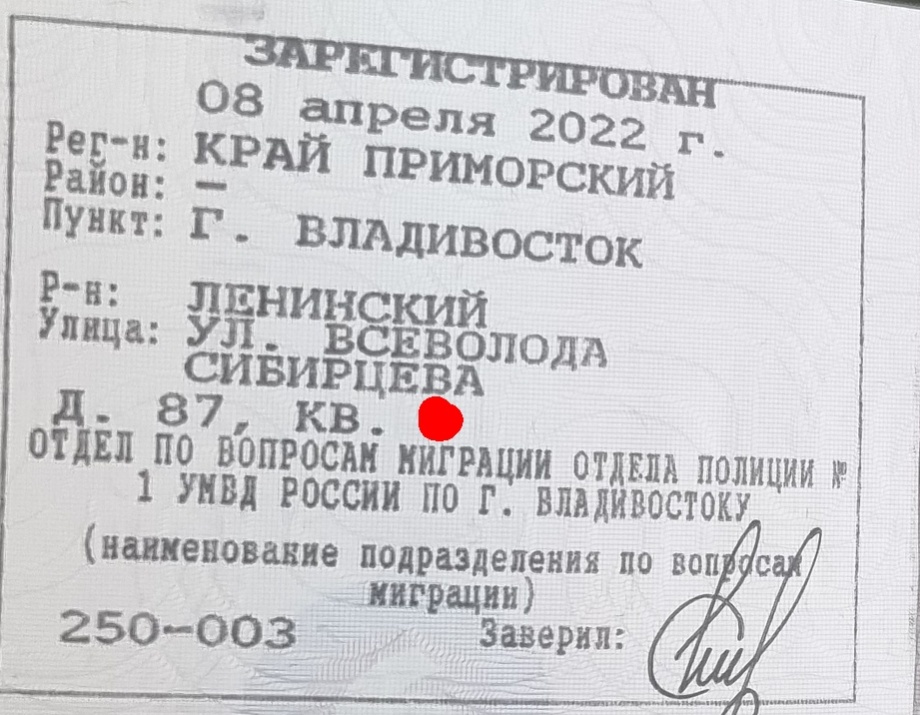 ЗАРЕГИСТРИРОВАН
08 апреля 2022 г.
Рег-н: КРАЙ ПРИМОРСКИЙ
Район: –
Пункт: Г. ВЛАДИВОСТОК
Р-н: ЛЕНИНСКИЙ
Улица: УЛ. ВСЕВОЛОДА
СИБИРЦЕВА
Д. 87, КВ.
ОТДЕЛ ПО ВОПРОСАМ МИГРАЦИИ ОТДЕЛА ПОЛИЦИИ №
1 УМВД РОССИИ ПО Г. ВЛАДИВОСТОКУ
(наименование подразделения по вопросам
миграции)
250-003 Заверил: